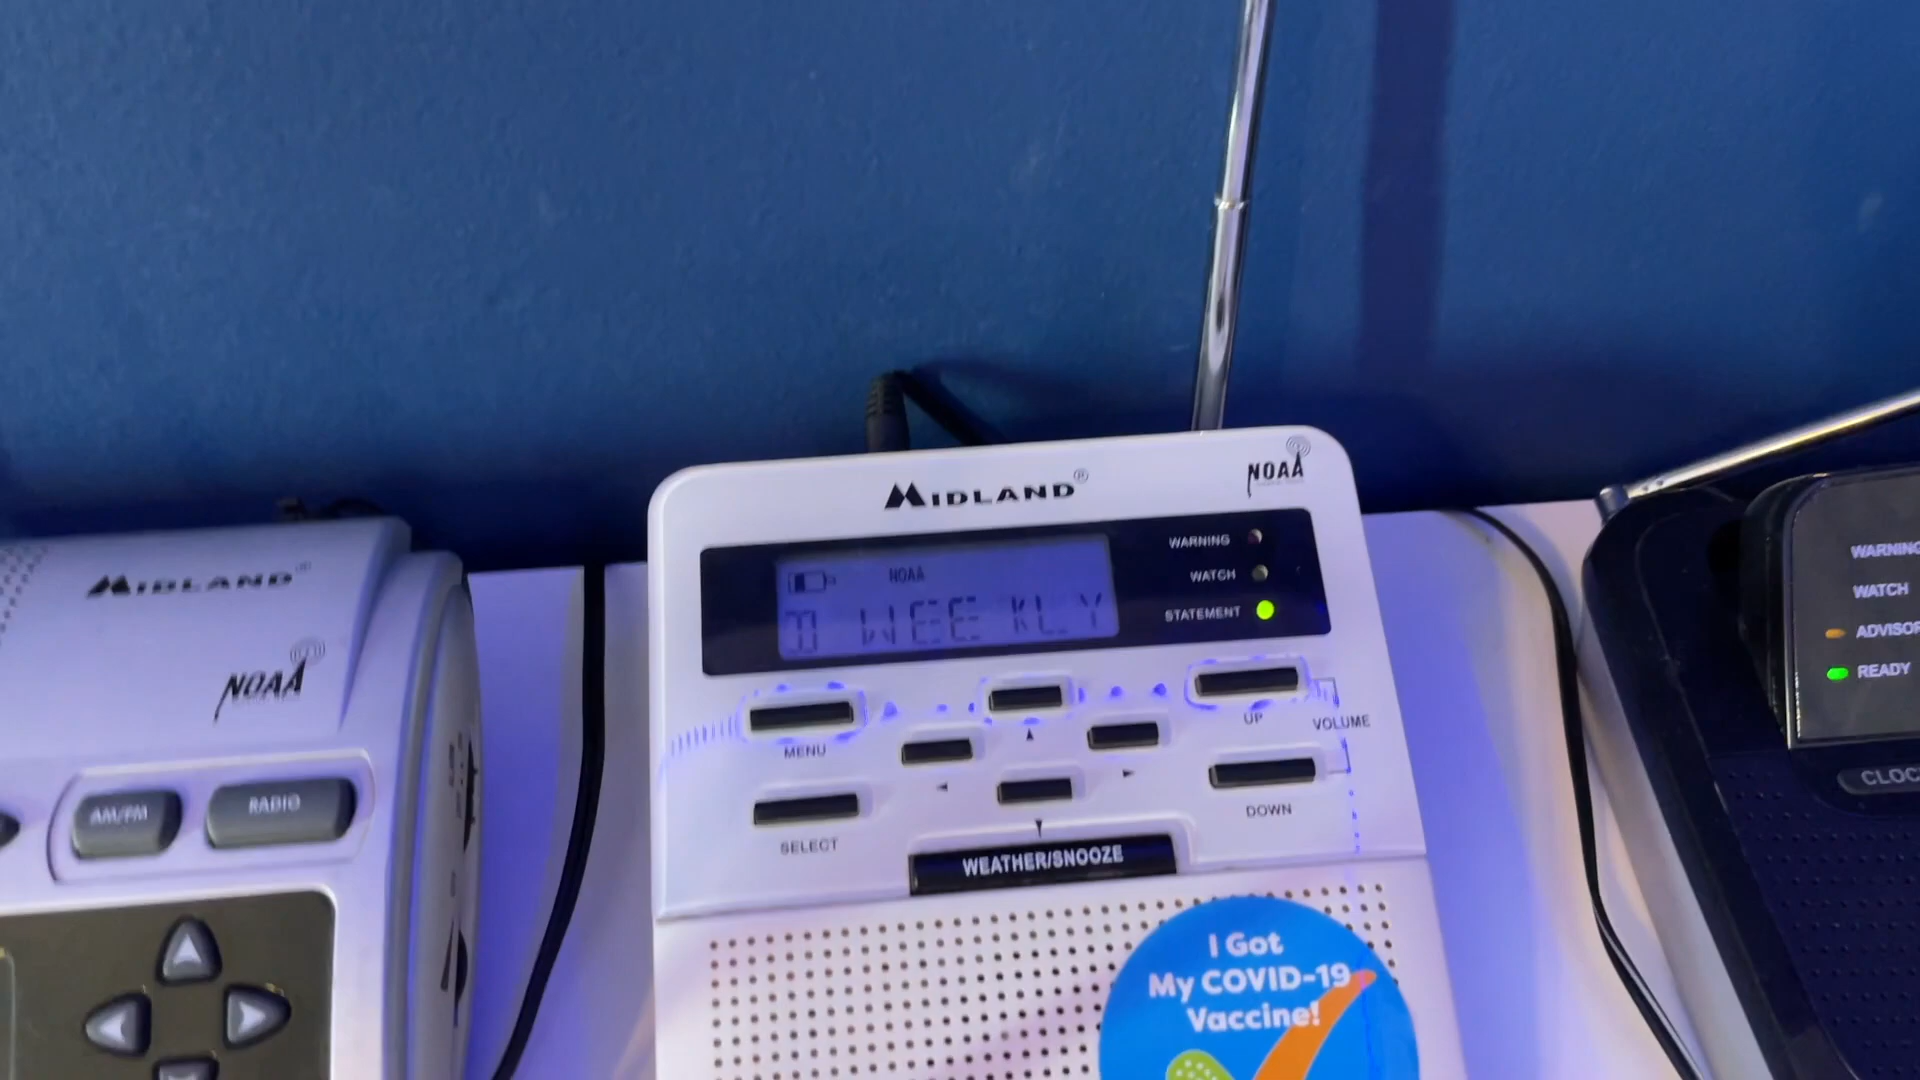 MIDLAND®
NOAA
AM/FM
RADIO
MIDLAND®
NOAA
NOAA
WEEKLY
WARNING
WATCH
STATEMENT
MENU
UP
VOLUME
SELECT
DOWN
WEATHER/SNOOZE
I Got
My COVID-19
Vaccine!
WARNING
WATCH
ADVISOR
READY
CLOC